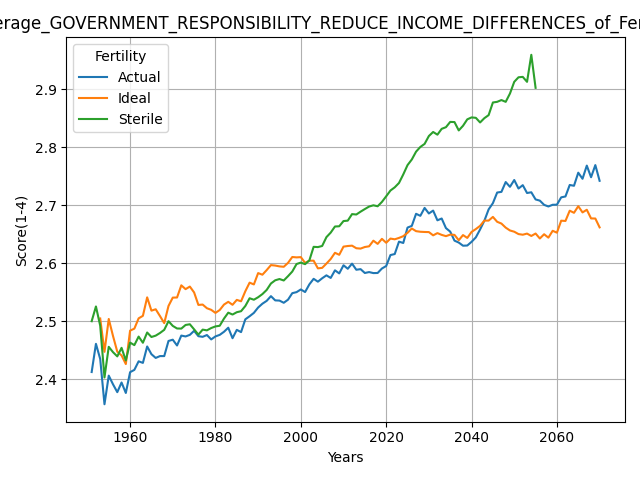 erage_GOVERNMENT_RESPONSIBILITY_REDUCE_INCOME_DIFFERENCES_of_Fer
Fertility
Actual
Ideal
Sterile
Score(1-4)
2.9
2.8
2.7
2.6
2.5
2.4
1960 1980 2000 2020 2040 2060
Years